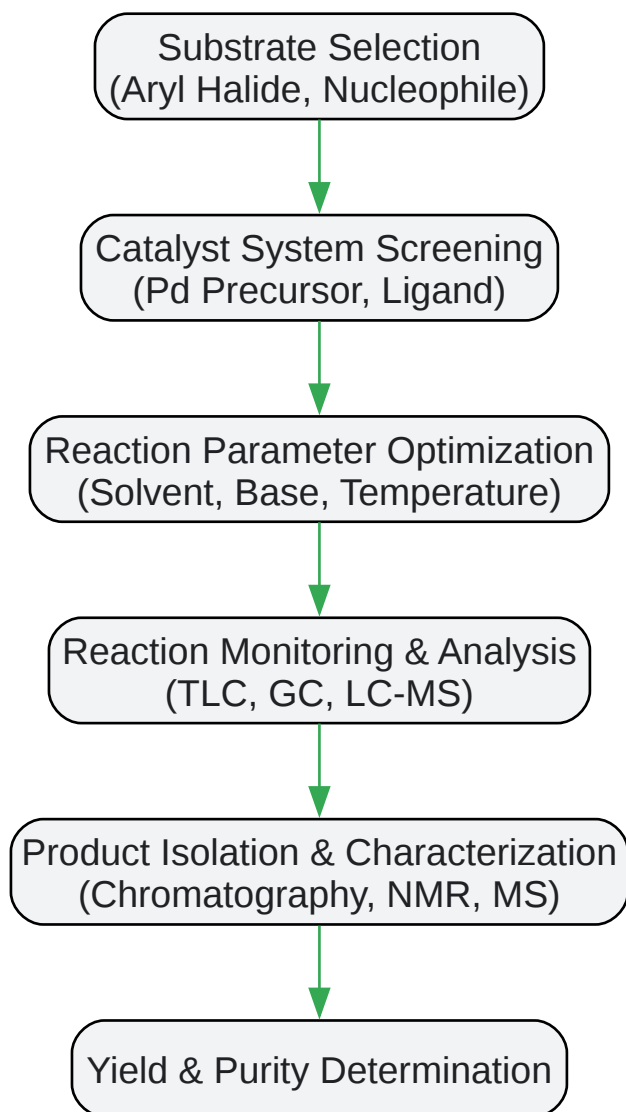 Substrate Selection
(Aryl Halide, Nucleophile)
Catalyst System Screening
(Pd Precursor, Ligand)
Reaction Parameter Optimization
(Solvent, Base, Temperature)
Reaction Monitoring & Analysis
(TLC, GC, LC-MS)
Product Isolation & Characterization
(Chromatography, NMR, MS)
Yield & Purity Determination